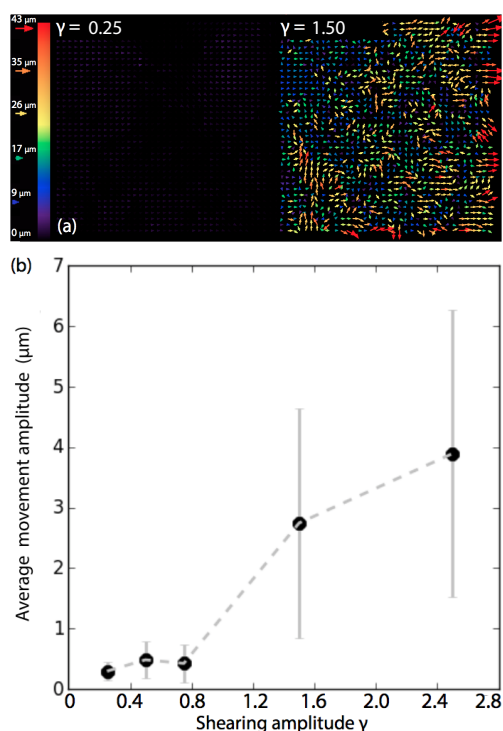 43 µm
γ = 0.25
γ = 1.50
35 µm
26 µm
17 µm
9 µm
0 µm
(a)
(b)
7
6
5
4
3
2
1
0
Average movement amplitude (µm)
0 0.4 0.8 1.2 1.6 2.0 2.4 2.8
Shearing amplitude γ